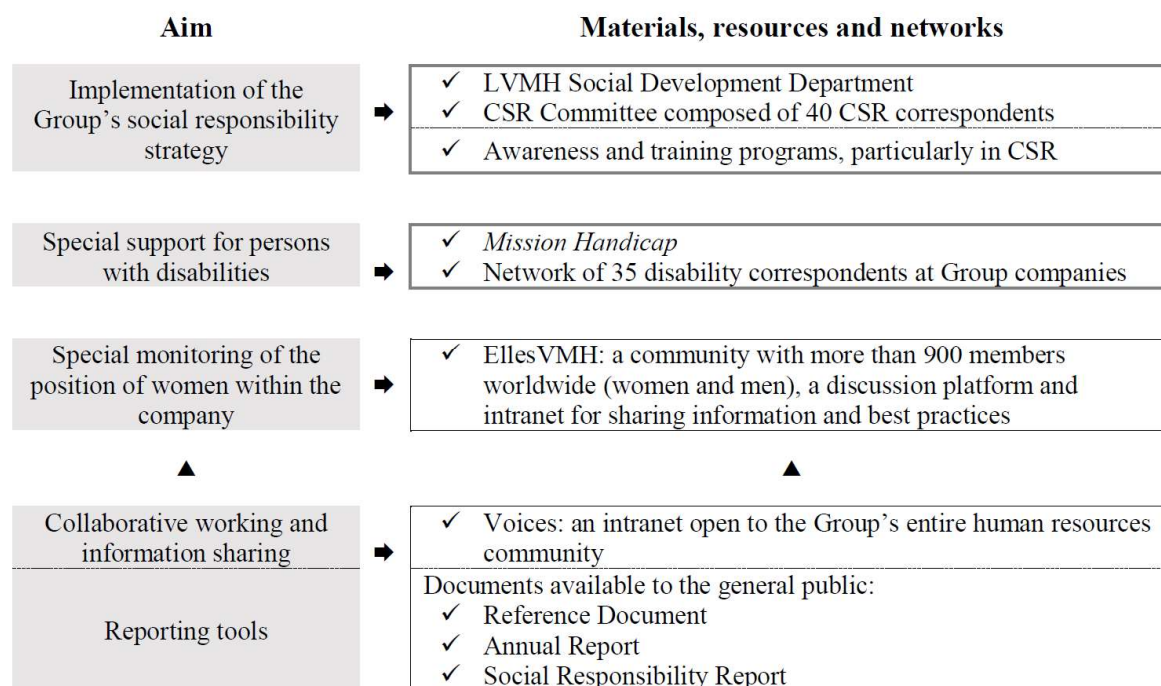 Aim
Materials, resources and networks
Implementation of the
Group's social responsibility
strategy
✓ LVMH Social Development Department
✓ CSR Committee composed of 40 CSR correspondents
✓ Awareness and training programs, particularly in CSR
Special support for persons
with disabilities
✓ Mission Handicap
✓ Network of 35 disability correspondents at Group companies
Special monitoring of the
position of women within the
company
✓ EllesVMH: a community with more than 900 members
worldwide (women and men), a discussion platform and
intranet for sharing information and best practices
Collaborative working and
information sharing
✓ Voices: an intranet open to the Group's entire human resources
community
Reporting tools
Documents available to the general public:
✓ Reference Document
✓ Annual Report
✓ Social Responsibility Report